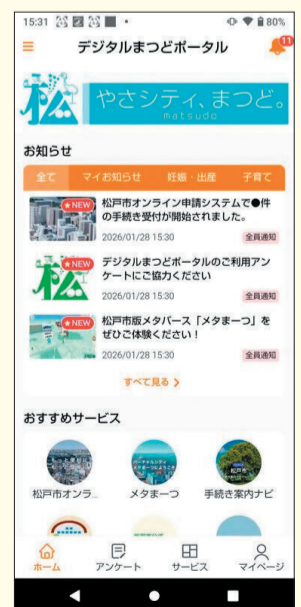 15:31 80%
デジタルまつどポータル
11
松 やさシティ、まつど。
matsudo
お知らせ
全て マイお知らせ 妊娠・出産 子育て
NEW
松戸市オンライン申請システムで●件
の手続き受付が開始されました。
2026/01/28 15:30 全員通知
NEW
デジタルまつどポータルのご利用アン
ケートにご協力ください
2026/01/28 15:30 全員通知
NEW
松戸市版メタバース「メタまーつ」を
ぜひご体験ください！
2026/01/28 15:30 全員通知
すべて見る
おすすめサービス
松戸市オンラ... メタまーつ 手続き案内ナビ
ホーム アンケート サービス マイページ